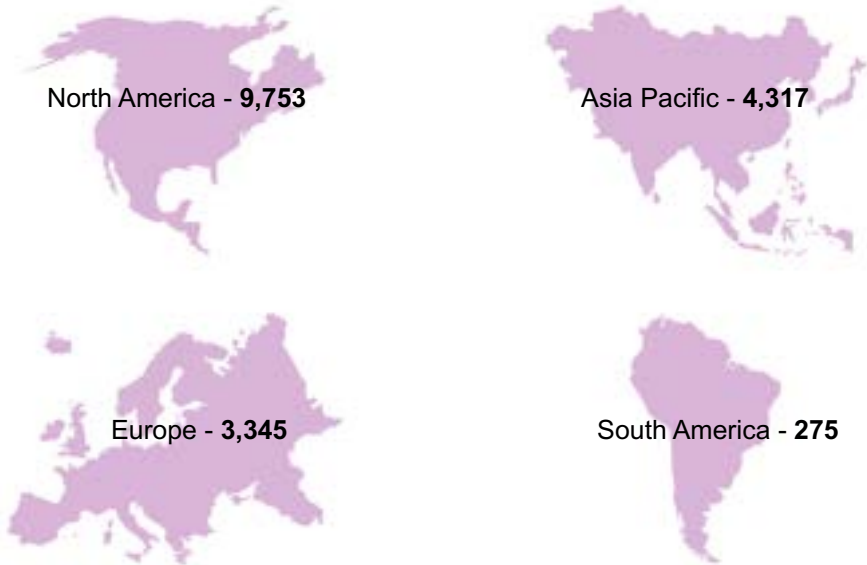 North America - 9,753
Asia Pacific - 4,317
Europe - 3,345
South America - 275